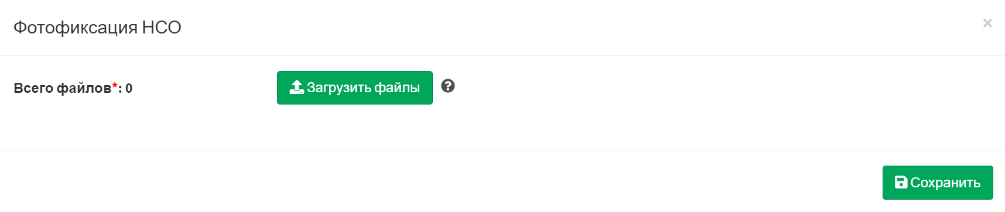 Фотофиксация НСО
×
Всего файлов*: 0
Загрузить файлы
?
Сохранить